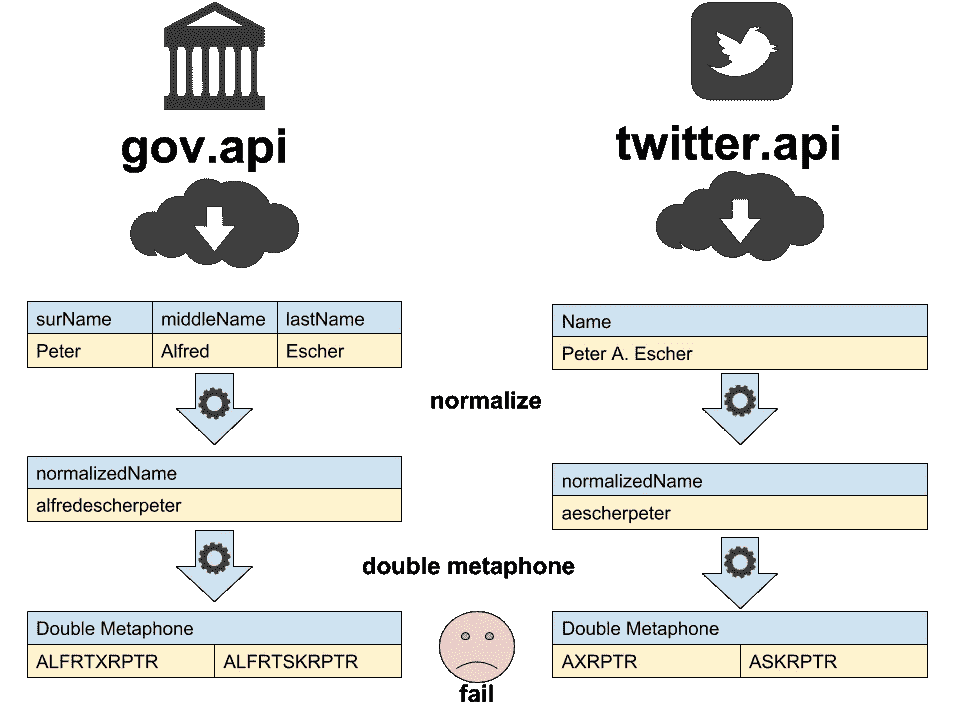 gov.api
twitter.api
surName middleName lastName
Peter Alfred Escher
Name
Peter A. Escher
normalize
normalizedName
alfredescherpeter
normalizedName
aescherpeter
double metaphone
Double Metaphone
ALFRTXRPTR ALFRTSKRPTR
Double Metaphone
AXRPTR ASKRPTR
fail